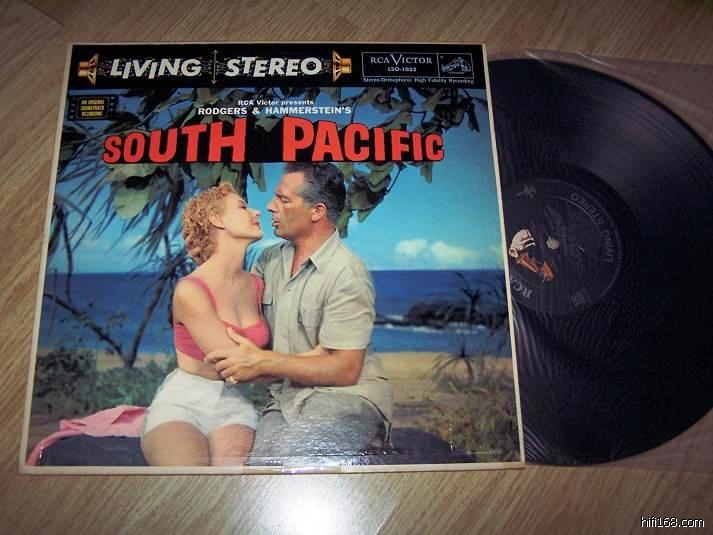 LIVING STEREO
RCA VICTOR
LSO-1032
Stereo-Orthophonic High Fidelity Recording
AN ORIGINAL
SOUNDTRACK
RECORDING
RCA Victor presents
RODGERS & HAMMERSTEIN'S
SOUTH PACIFIC
LIVING STEREO
RCA
hifi168.com